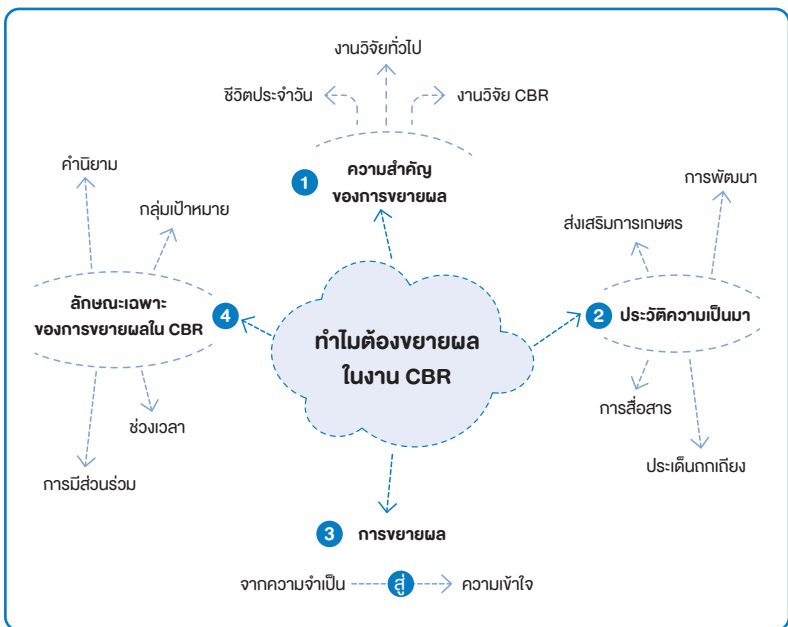 งานวิจัยทั่วไป
ชีวิตประจำวัน
งานวิจัย CBR
1
ความสำคัญ
ของการขยายผล
คำนิยาม
กลุ่มเป้าหมาย
การพัฒนา
ส่งเสริมการเกษตร
ลักษณะเฉพาะ
ของการขยายผลใน CBR
4
2
ประวัติความเป็นมา
ทำไมต้องขยายผล
ในงาน CBR
ช่วงเวลา
การมีส่วนร่วม
การสื่อสาร
ประเด็นถกเถียง
3
การขยายผล
จากความจำเป็น สู่ ความเข้าใจ